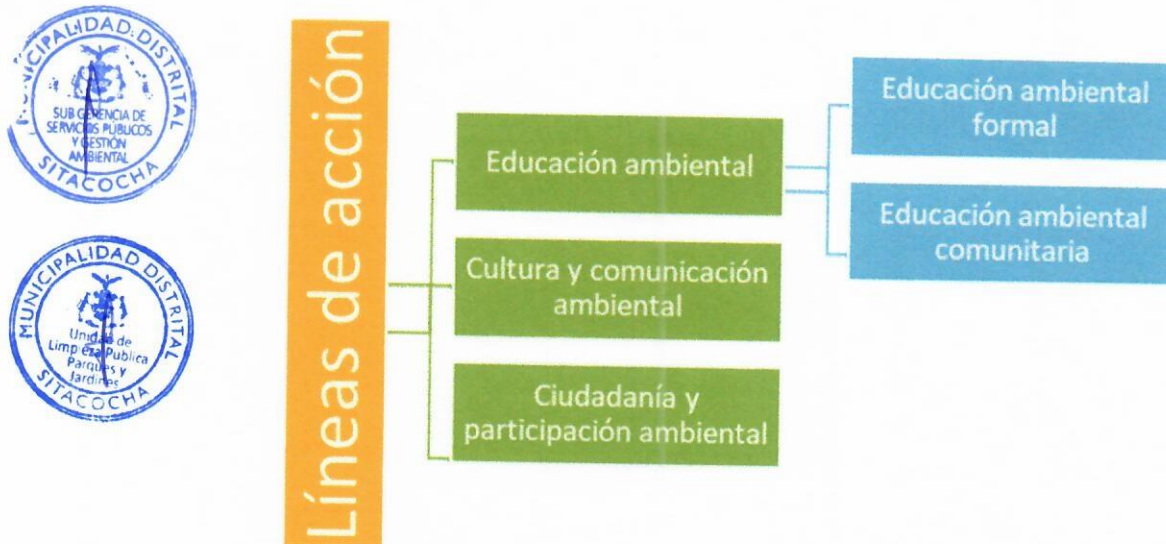 MUNICIPALIDAD DISTRITAL
SUB GERENCIA DE
SERVICIOS PÚBLICOS
Y GESTIÓN
AMBIENTAL
SITACOCHA
MUNICIPALIDAD DISTRITAL
Unidad de
Limpieza Publica
Parques y
Jardines
SITACOCHA
Líneas de acción
Educación ambiental
Cultura y comunicación
ambiental
Ciudadanía y
participación ambiental
Educación ambiental
formal
Educación ambiental
comunitaria